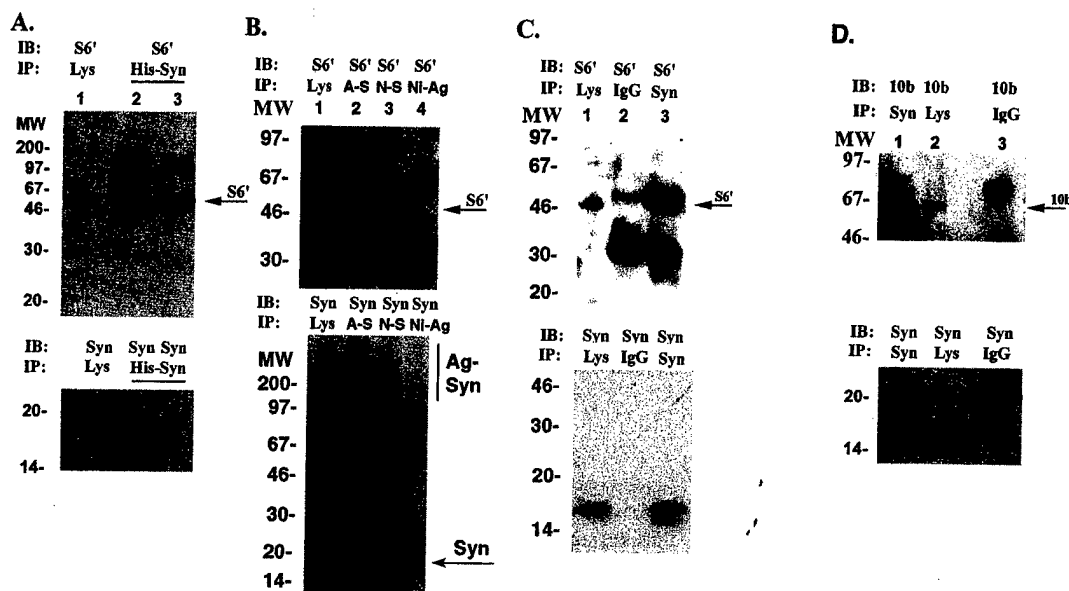 A.
IB: S6' S6'
IP: Lys His-Syn
1 2 3
MW
200-
97-
67-
46-
30-
20-
S6'
IB: Syn Syn Syn
IP: Lys His-Syn
20-
14-
B.
IB: S6' S6' S6' S6'
IP: Lys A-S N-S Ni-Ag
MW 1 2 3 4
97-
67-
46-
30-
S6'
IB: Syn Syn Syn Syn
IP: Lys A-S N-S Ni-Ag
MW
200-
97-
67-
46-
30-
20-
14-
Ag-
Syn
Syn
C.
IB: S6' S6' S6'
IP: Lys IgG Syn
MW 1 2 3
97-
67-
46-
30-
20-
S6'
IB: Syn Syn Syn
IP: Lys IgG Syn
46-
30-
20-
14-
D.
IB: 10b 10b 10b
IP: Syn Lys IgG
MW 1 2 3
97-
67-
46-
10b
IB: Syn Syn Syn
IP: Syn Lys IgG
20-
14-